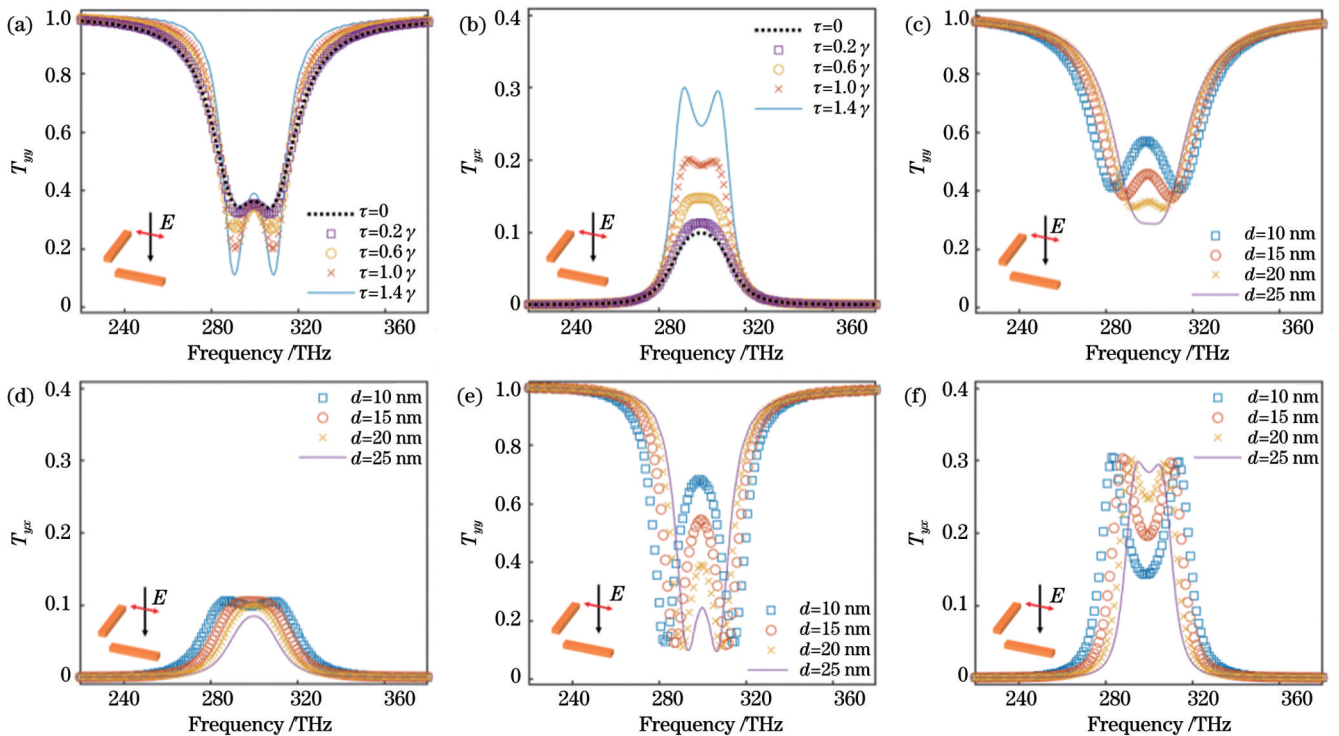 (a)
1.0
0.8
0.6
0.4
0.2
0
T_yy
E
τ=0
τ=0.2 γ
τ=0.6 γ
τ=1.0 γ
τ=1.4 γ
240 280 320 360
Frequency /THz
(b)
0.4
0.3
0.2
0.1
0
T_yx
τ=0
τ=0.2 γ
τ=0.6 γ
τ=1.0 γ
τ=1.4 γ
E
240 280 320 360
Frequency /THz
(c)
1.0
0.8
0.6
0.4
0.2
0
T_yy
E
d=10 nm
d=15 nm
d=20 nm
d=25 nm
240 280 320 360
Frequency /THz
(d)
0.4
0.3
0.2
0.1
0
T_yx
d=10 nm
d=15 nm
d=20 nm
d=25 nm
E
240 280 320 360
Frequency /THz
(e)
1.0
0.8
0.6
0.4
0.2
0
T_yy
E
d=10 nm
d=15 nm
d=20 nm
d=25 nm
240 280 320 360
Frequency /THz
(f)
0.4
0.3
0.2
0.1
0
T_yx
d=10 nm
d=15 nm
d=20 nm
d=25 nm
E
240 280 320 360
Frequency /THz